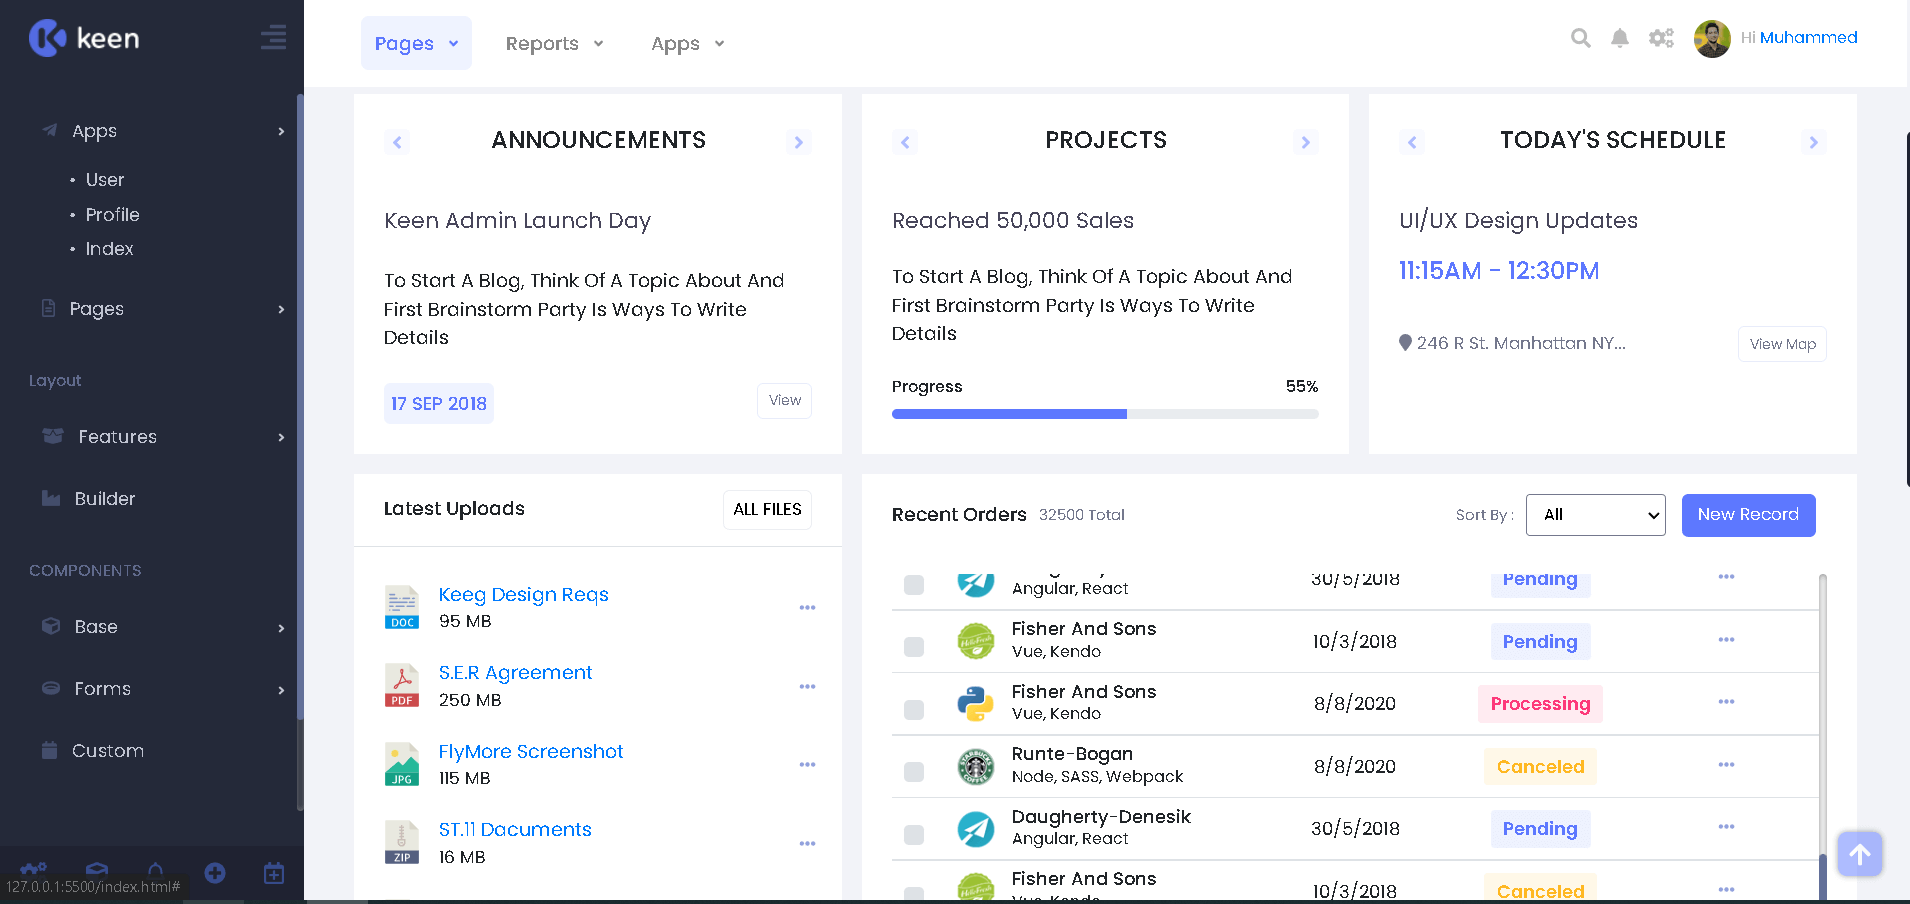 keen
Pages
Reports
Apps
Hi Muhammed
Apps
• User
• Profile
• Index
Pages
Layout
Features
Builder
COMPONENTS
Base
Forms
Custom
127.0.0.1:5500/index.html#
ANNOUNCEMENTS
Keen Admin Launch Day
To Start A Blog, Think Of A Topic About And
First Brainstorm Party Is Ways To Write
Details
17 SEP 2018
View
PROJECTS
Reached 50,000 Sales
To Start A Blog, Think Of A Topic About And
First Brainstorm Party Is Ways To Write
Details
Progress 55%
TODAY'S SCHEDULE
UI/UX Design Updates
11:15AM - 12:30PM
246 R St. Manhattan NY...
View Map
Latest Uploads
ALL FILES
DOC
Keeg Design Reqs
95 MB
PDF
S.E.R Agreement
250 MB
JPG
FlyMore Screenshot
115 MB
ZIP
ST.11 Dacuments
16 MB
Recent Orders 32500 Total
Sort By :
All
New Record
Angular, React
30/5/2018
Pending
Fisher And Sons
Vue, Kendo
10/3/2018
Pending
Fisher And Sons
Vue, Kendo
8/8/2020
Processing
Runte-Bogan
Node, SASS, Webpack
8/8/2020
Canceled
Daugherty-Denesik
Angular, React
30/5/2018
Pending
Fisher And Sons
10/3/2018
Canceled